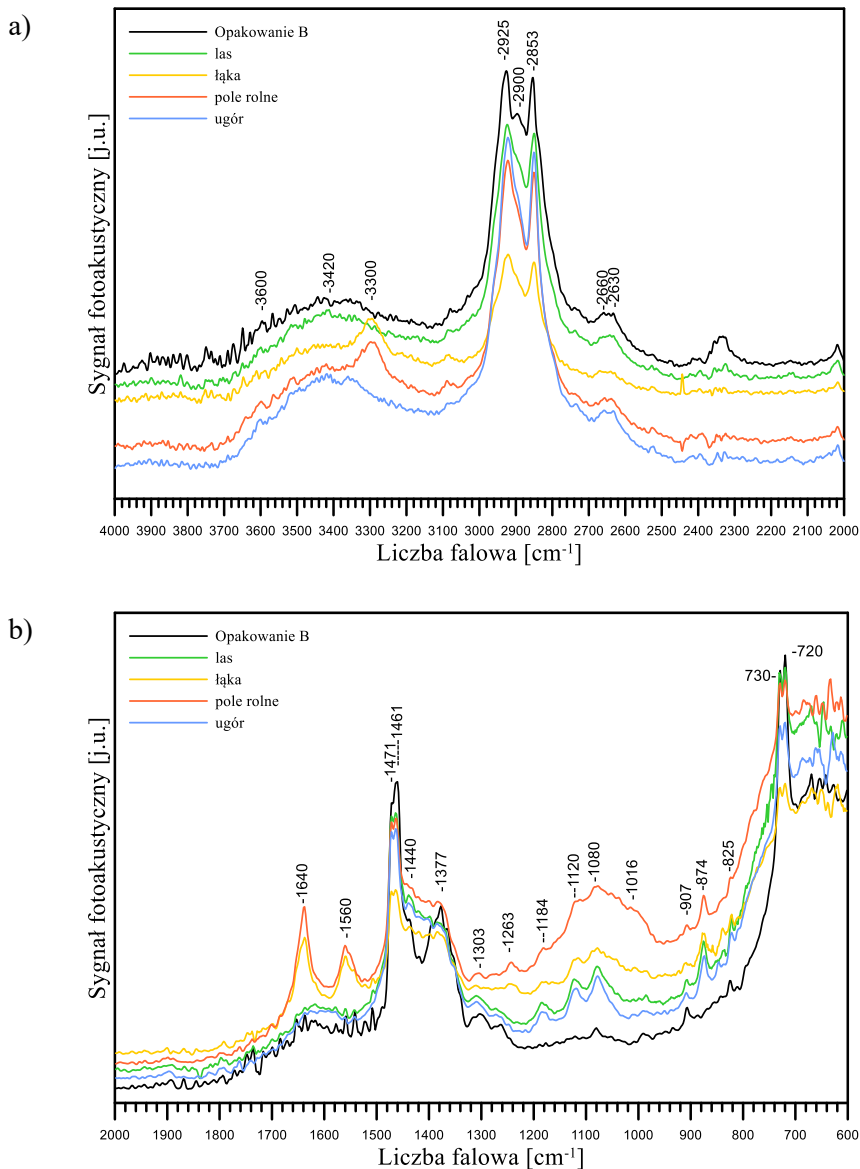 a)
Opakowanie B
las
łąka
pole rolne
ugór
Sygnał fotoakustyczny [j.u.]
-3600
-3420
-3300
-2925
-2900
-2853
-2660
-2630
4000 3900 3800 3700 3600 3500 3400 3300 3200 3100 3000 2900 2800 2700 2600 2500 2400 2300 2200 2100 2000
Liczba falowa [cm⁻¹]
b)
Opakowanie B
las
łąka
pole rolne
ugór
Sygnał fotoakustyczny [j.u.]
-1640
-1560
-1471
-----1461
-1440
-1377
-1303
-1263
--1184
-1120
-1080
-1016
-907
-874
-825
730-
-720
2000 1900 1800 1700 1600 1500 1400 1300 1200 1100 1000 900 800 700 600
Liczba falowa [cm⁻¹]